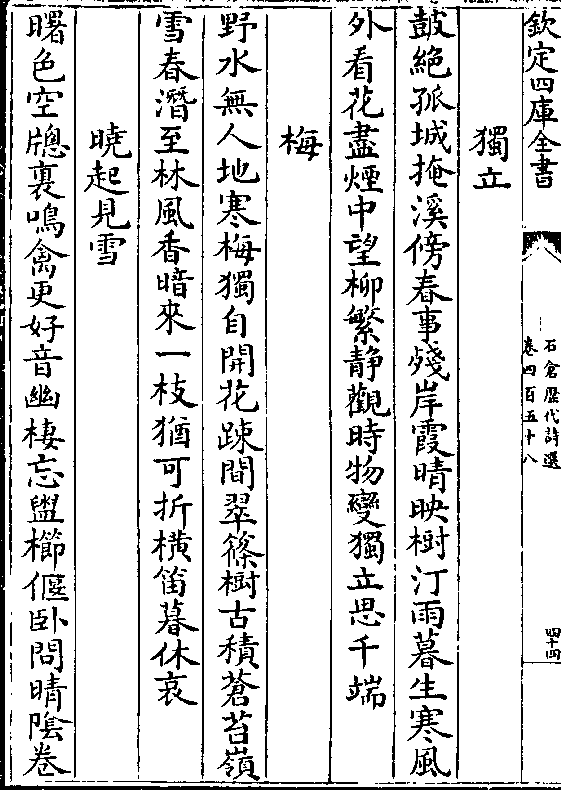 欽定四庫全書
石倉歴代詩選
卷四百五十八
四十四
獨立
鼓絶孤城掩溪傍春事殘岸霞晴映樹汀雨暮生寒風
外看花盡煙中望柳繁静觀時物變獨立思千端
梅
野水無人地寒梅獨自開花踈間翠篠樹古積蒼苔嶺
雪春潛至林風香暗來一枝猶可折横笛暮休哀
曉起見雪
曙色空牕裏鳴禽更好音幽棲忘盥櫛偃卧問晴隂卷